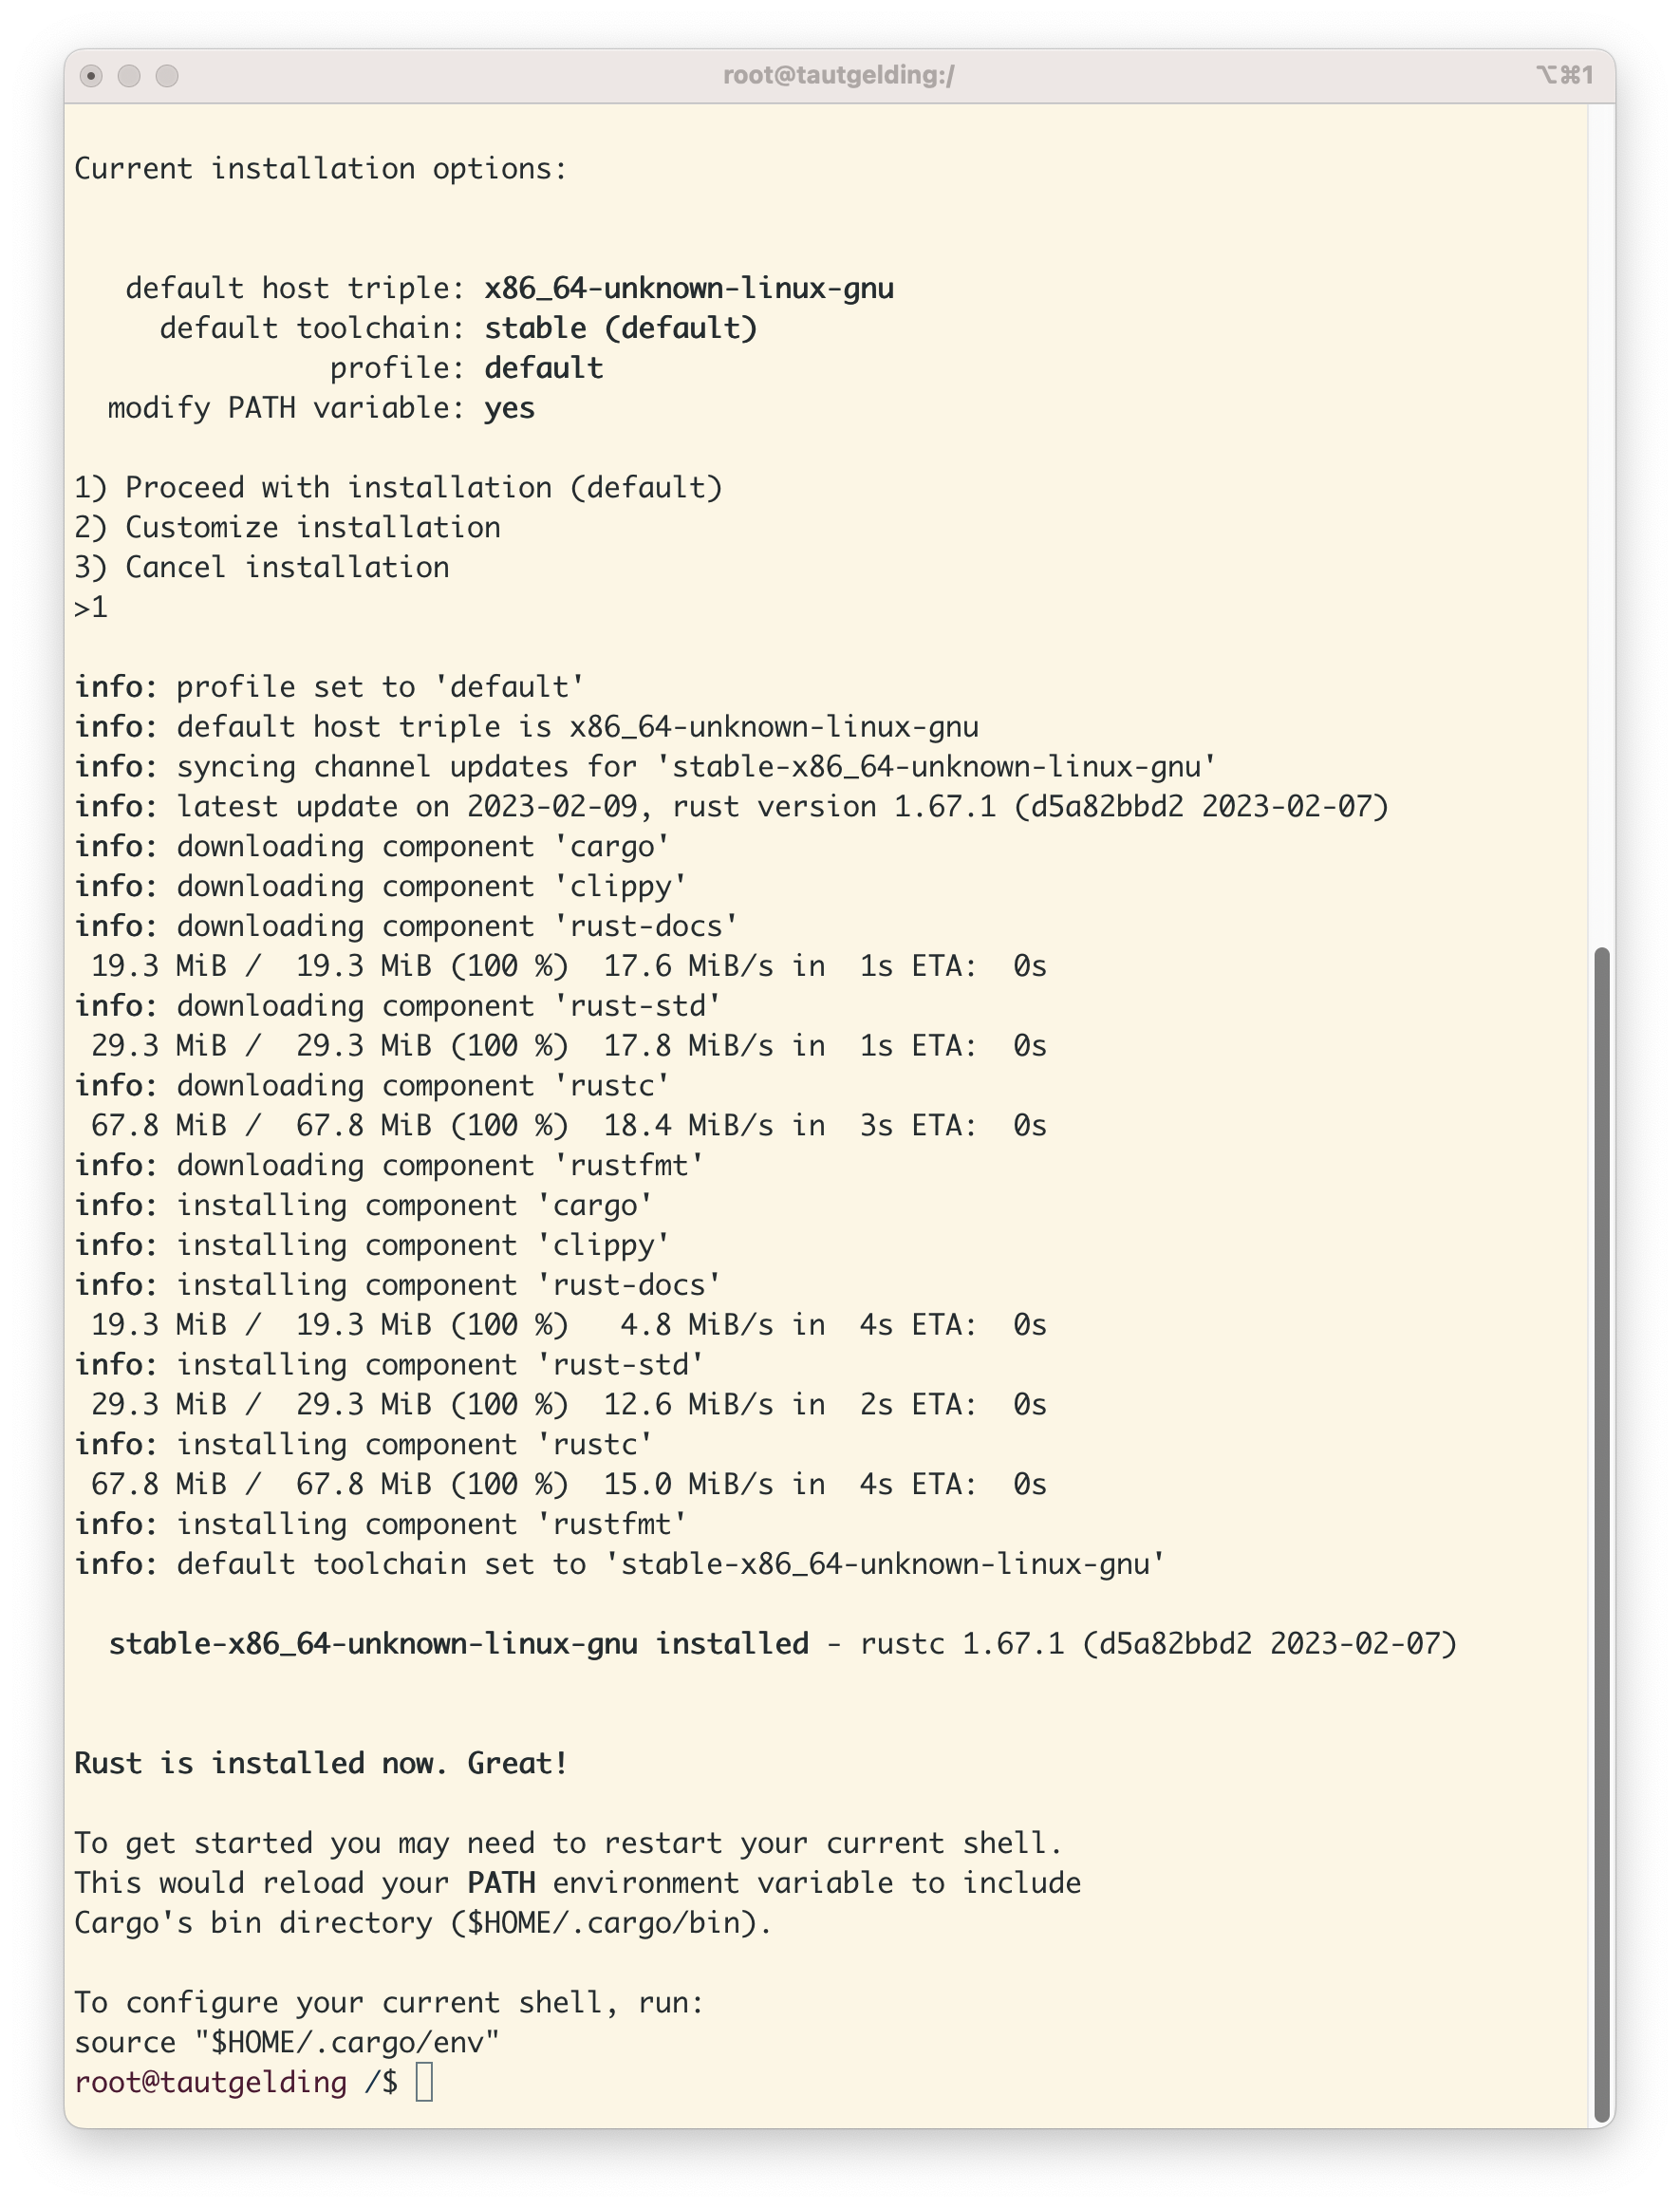 root@tautgelding:/
⌥⌘1
Current installation options:
default host triple: x86_64-unknown-linux-gnu
default toolchain: stable (default)
profile: default
modify PATH variable: yes
1) Proceed with installation (default)
2) Customize installation
3) Cancel installation
>1
info: profile set to 'default'
info: default host triple is x86_64-unknown-linux-gnu
info: syncing channel updates for 'stable-x86_64-unknown-linux-gnu'
info: latest update on 2023-02-09, rust version 1.67.1 (d5a82bbd2 2023-02-07)
info: downloading component 'cargo'
info: downloading component 'clippy'
info: downloading component 'rust-docs'
19.3 MiB /  19.3 MiB (100 %)  17.6 MiB/s in  1s ETA:  0s
info: downloading component 'rust-std'
29.3 MiB /  29.3 MiB (100 %)  17.8 MiB/s in  1s ETA:  0s
info: downloading component 'rustc'
67.8 MiB /  67.8 MiB (100 %)  18.4 MiB/s in  3s ETA:  0s
info: downloading component 'rustfmt'
info: installing component 'cargo'
info: installing component 'clippy'
info: installing component 'rust-docs'
19.3 MiB /  19.3 MiB (100 %)   4.8 MiB/s in  4s ETA:  0s
info: installing component 'rust-std'
29.3 MiB /  29.3 MiB (100 %)  12.6 MiB/s in  2s ETA:  0s
info: installing component 'rustc'
67.8 MiB /  67.8 MiB (100 %)  15.0 MiB/s in  4s ETA:  0s
info: installing component 'rustfmt'
info: default toolchain set to 'stable-x86_64-unknown-linux-gnu'
stable-x86_64-unknown-linux-gnu installed - rustc 1.67.1 (d5a82bbd2 2023-02-07)
Rust is installed now. Great!
To get started you may need to restart your current shell.
This would reload your PATH environment variable to include
Cargo's bin directory ($HOME/.cargo/bin).
To configure your current shell, run:
source "$HOME/.cargo/env"
root@tautgelding /$